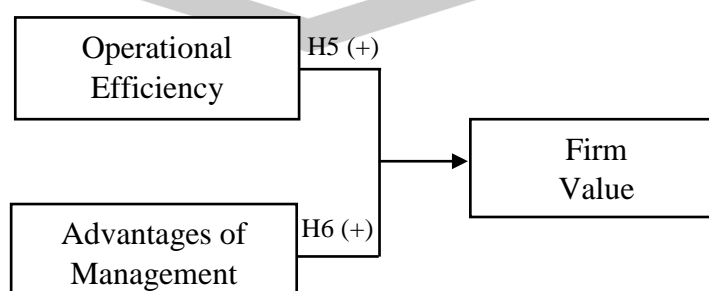 Operational
Efficiency
H5 (+)
Firm
Value
H6 (+)
Advantages of
Management